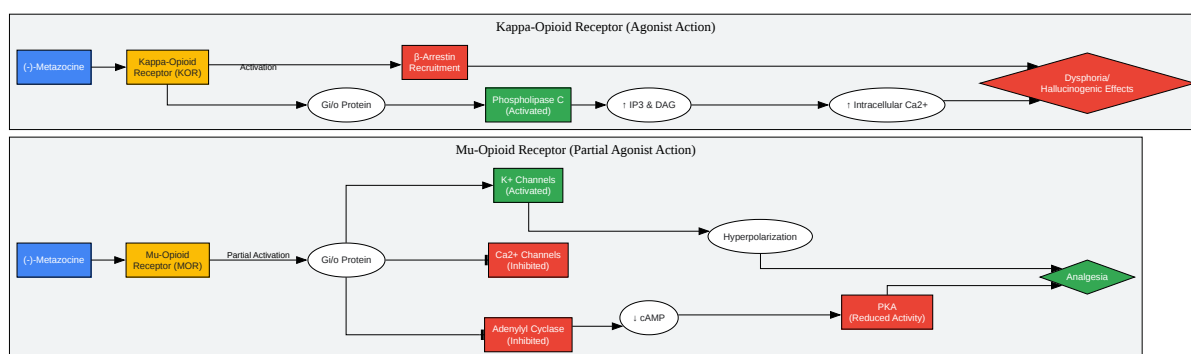 Kappa-Opioid Receptor (Agonist Action)
(-)-Metazocine
Kappa-Opioid
Receptor (KOR)
Activation
β-Arrestin
Recruitment
Gi/o Protein
Phospholipase C
(Activated)
↑ IP3 & DAG
↑ Intracellular Ca2+
Dysphoria/
Hallucinogenic Effects
Mu-Opioid Receptor (Partial Agonist Action)
(-)-Metazocine
Mu-Opioid
Receptor (MOR)
Partial Activation
Gi/o Protein
K+ Channels
(Activated)
Hyperpolarization
Ca2+ Channels
(Inhibited)
Adenylyl Cyclase
(Inhibited)
↓ cAMP
PKA
(Reduced Activity)
Analgesia